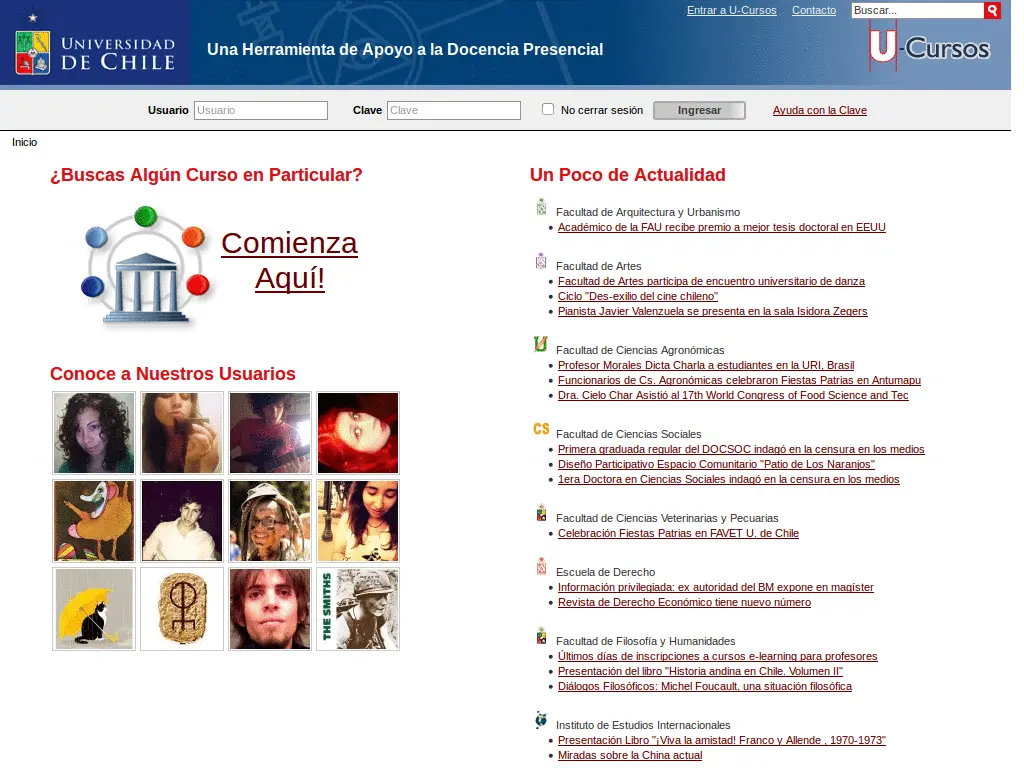 Entrar a U-Cursos Contacto Buscar...
UNIVERSIDAD
DE CHILE
Una Herramienta de Apoyo a la Docencia Presencial
U-Cursos
Usuario Usuario Clave Clave No cerrar sesión Ingresar Ayuda con la Clave
Inicio
¿Buscas Algún Curso en Particular?
Comienza
Aquí!
Conoce a Nuestros Usuarios
THE SMITHS
Un Poco de Actualidad
Facultad de Arquitectura y Urbanismo
Académico de la FAU recibe premio a mejor tesis doctoral en EEUU
Facultad de Artes
Facultad de Artes participa de encuentro universitario de danza
Ciclo "Des-exilio del cine chileno"
Pianista Javier Valenzuela se presenta en la sala Isidora Zegers
Facultad de Ciencias Agronómicas
Profesor Morales Dicta Charla a estudiantes en la URI, Brasil
Funcionarios de Cs. Agronómicas celebraron Fiestas Patrias en Antumapu
Dra. Cielo Char Asistió al 17th World Congress of Food Science and Tec
CS
Facultad de Ciencias Sociales
Primera graduada regular del DOCSOC indagó en la censura en los medios
Diseño Participativo Espacio Comunitario "Patio de Los Naranjos"
1era Doctora en Ciencias Sociales indagó en la censura en los medios
Facultad de Ciencias Veterinarias y Pecuarias
Celebración Fiestas Patrias en FAVET U. de Chile
Escuela de Derecho
Información privilegiada: ex autoridad del BM expone en magíster
Revista de Derecho Económico tiene nuevo número
Facultad de Filosofía y Humanidades
Últimos días de inscripciones a cursos e-learning para profesores
Presentación del libro "Historia andina en Chile. Volumen II"
Diálogos Filosóficos: Michel Foucault, una situación filosófica
Instituto de Estudios Internacionales
Presentación Libro "¡Viva la amistad! Franco y Allende , 1970-1973"
Miradas sobre la China actual